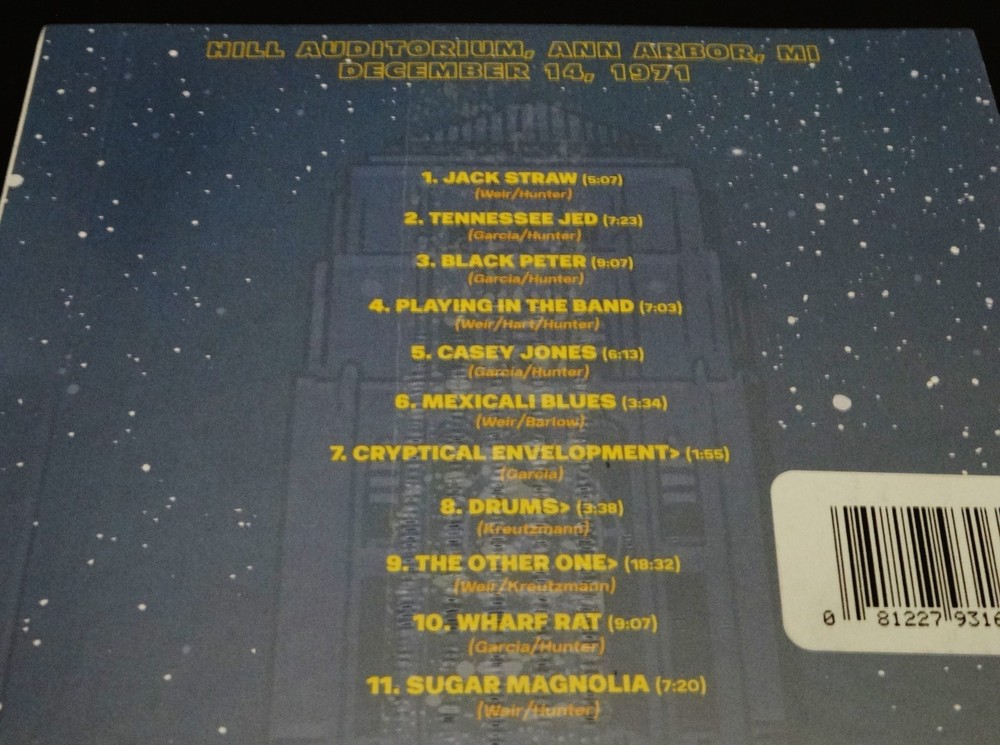 HILL AUDITORIUM, ANN ARBOR, MI
DECEMBER 14, 1971
1. JACK STRAW (5:07)
(Weir/Hunter)
2. TENNESSEE JED (7:23)
(Garcia/Hunter)
3. BLACK PETER (9:07)
(Garcia/Hunter)
4. PLAYING IN THE BAND (7:03)
(Weir/Hart/Hunter)
5. CASEY JONES (6:13)
(Garcia/Hunter)
6. MEXICALI BLUES (3:34)
(Weir/Barlow)
7. CRYPTICAL ENVELOPMENT> (1:55)
(Garcia)
8. DRUMS> (3:38)
(Kreutzmann)
9. THE OTHER ONE> (18:32)
(Weir/Kreutzmann)
10. WHARF RAT (9:07)
(Garcia/Hunter)
11. SUGAR MAGNOLIA (7:20)
(Weir/Hunter)
0 81227 9316